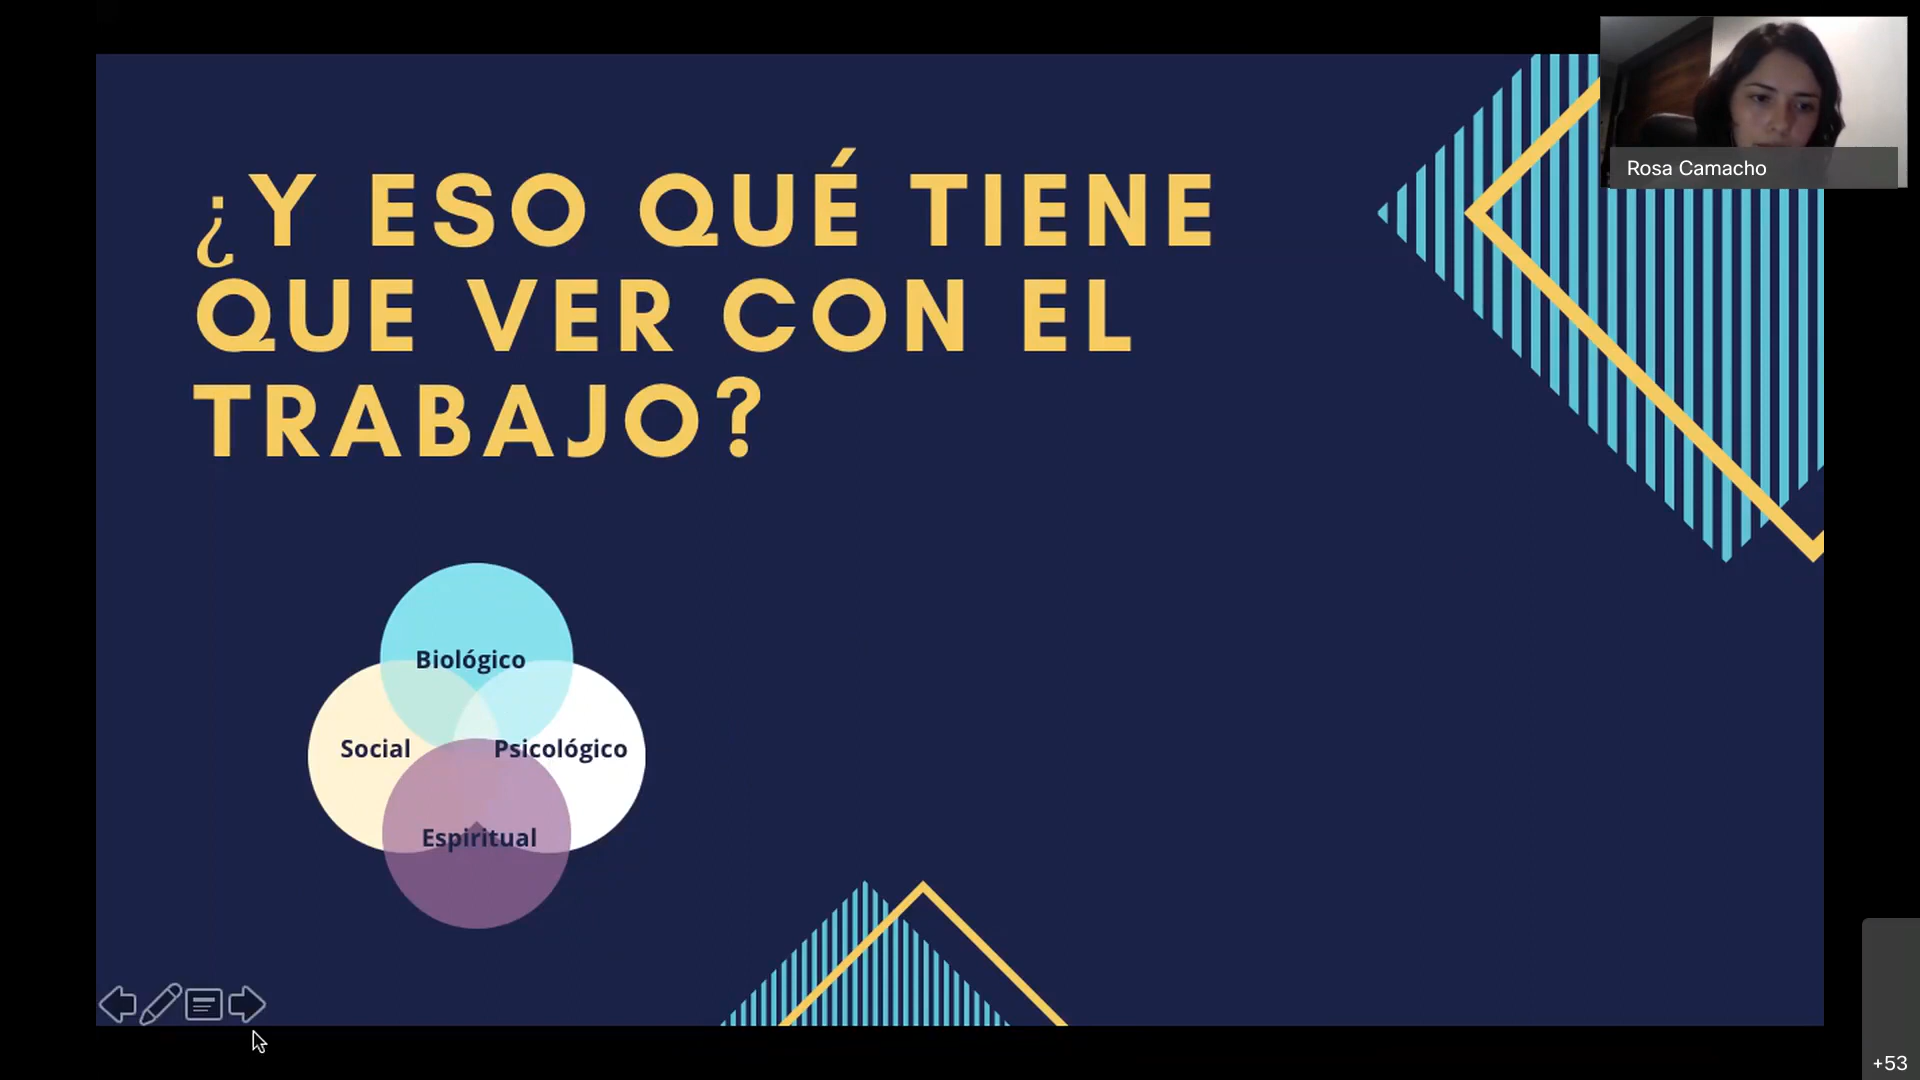 Rosa Camacho
¿Y ESO QUÉ TIENE
QUE VER CON EL
TRABAJO?
Biológico
Social
Psicológico
Espiritual
+53